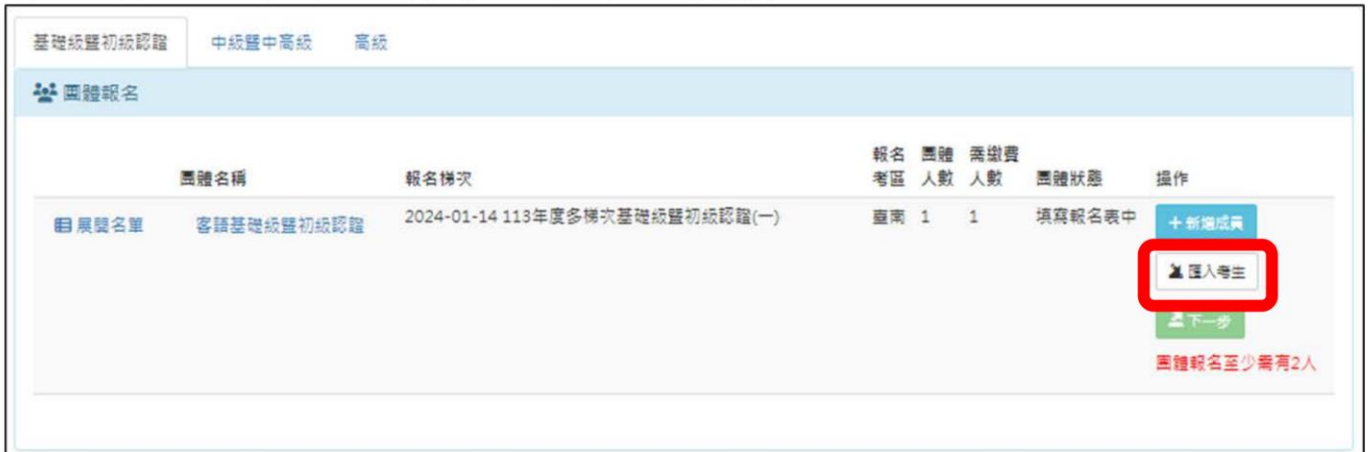 基礎級暨初級認證 中級暨中高級 高級
團體報名
報名 團體 需繳費
團體名稱 報名梯次 考區 人數 人數 團體狀態 操作
展開名單 客語基礎級暨初級認證 2024-01-14 113年度多梯次基礎級暨初級認證(一) 臺南 1 1 填寫報名表中 +新增成員
匯入考生
下一步
團體報名至少需有2人